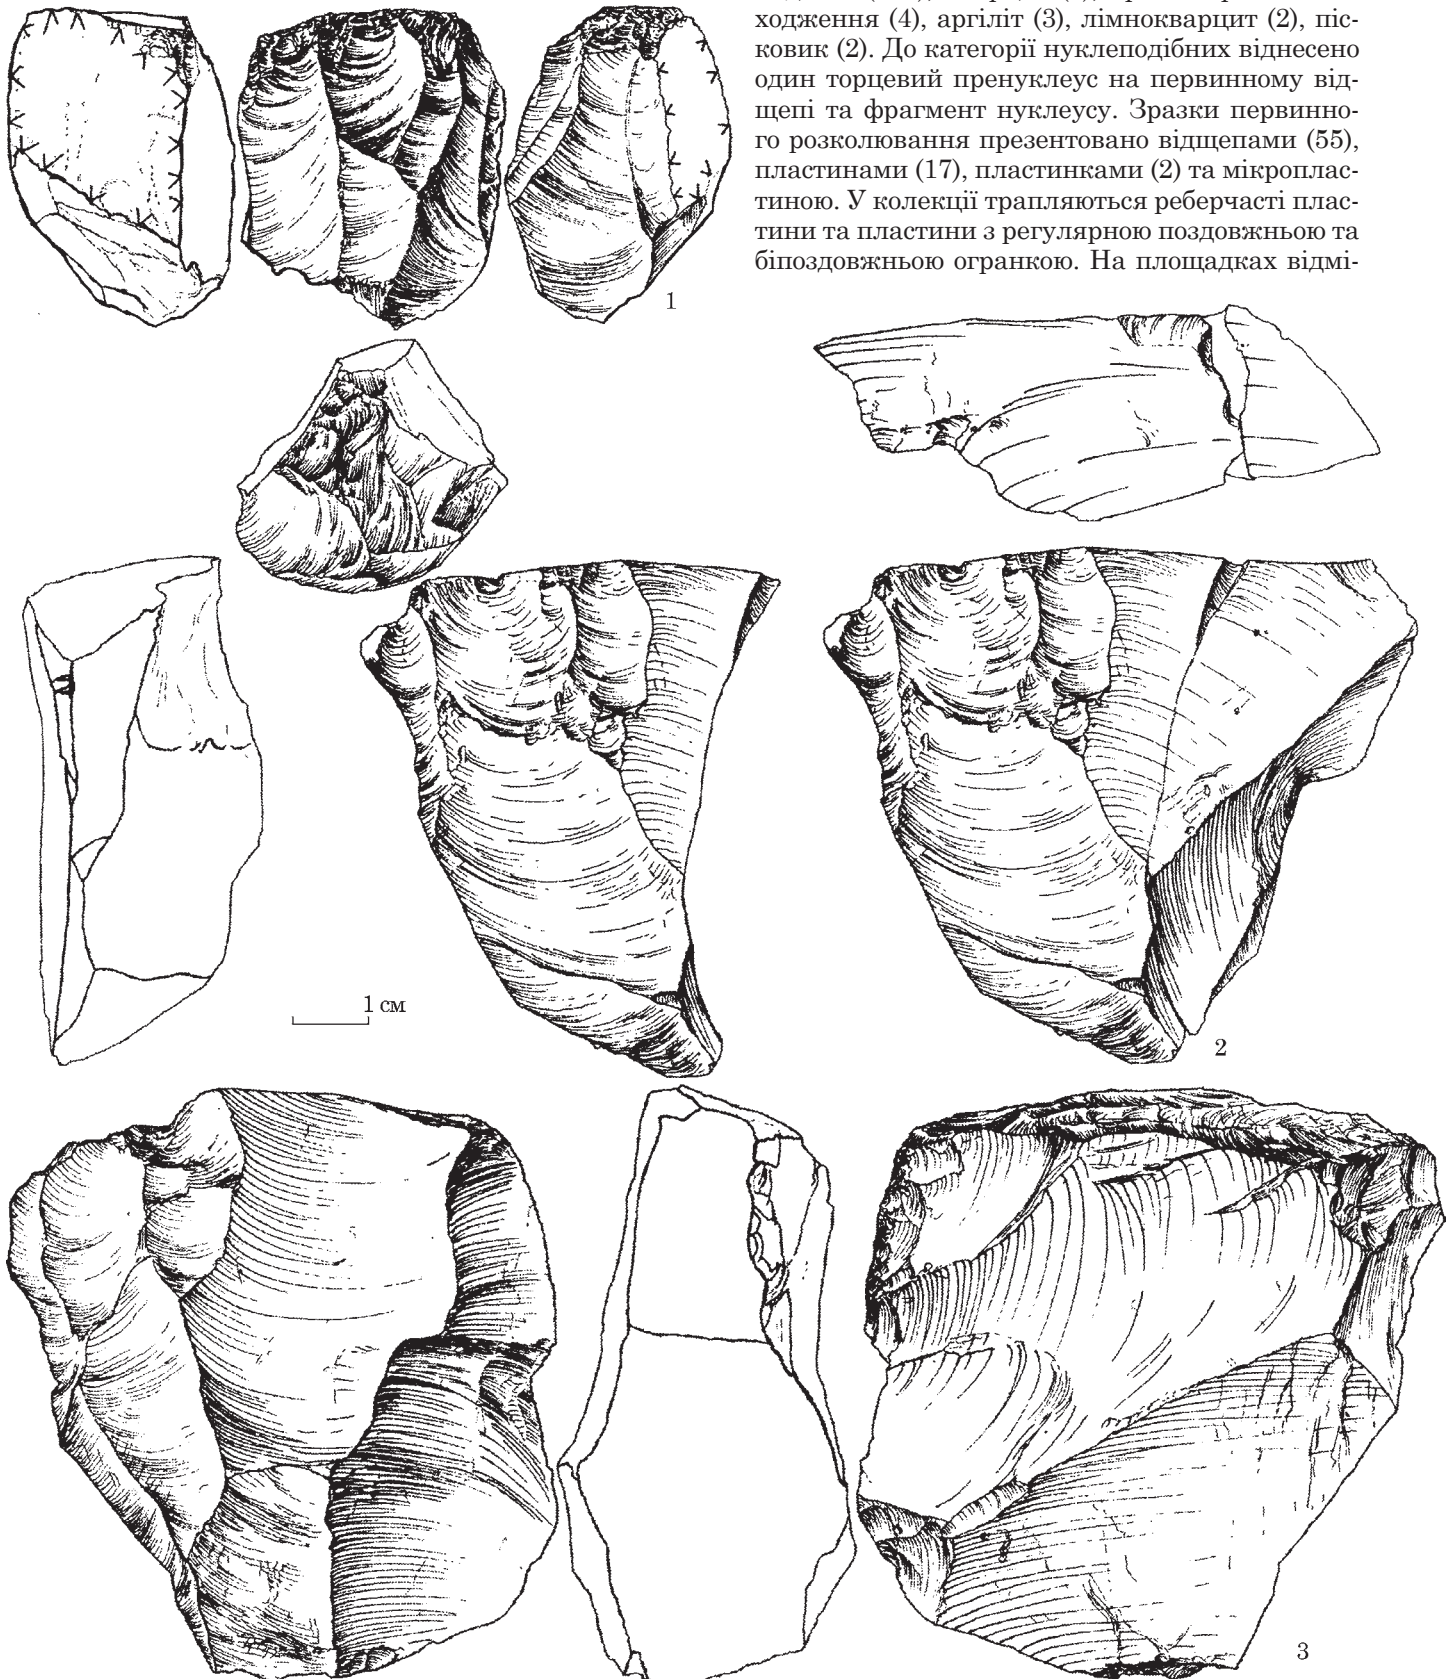 ходження (4), аргіліт (3), лімнокварцит (2), піс-
ковик (2). До категорії нуклеподібних віднесено
один торцевий пренуклеус на первинному від-
щепі та фрагмент нуклеусу. Зразки первинно-
го розколювання презентовано відщепами (55),
пластинами (17), пластинками (2) та мікроплас-
тиною. У колекції трапляються реберчасті плас-
тини та пластини з регулярною поздовжньою та
біпоздовжньою огранкою. На площадках відмі-
1
1 см
2
3